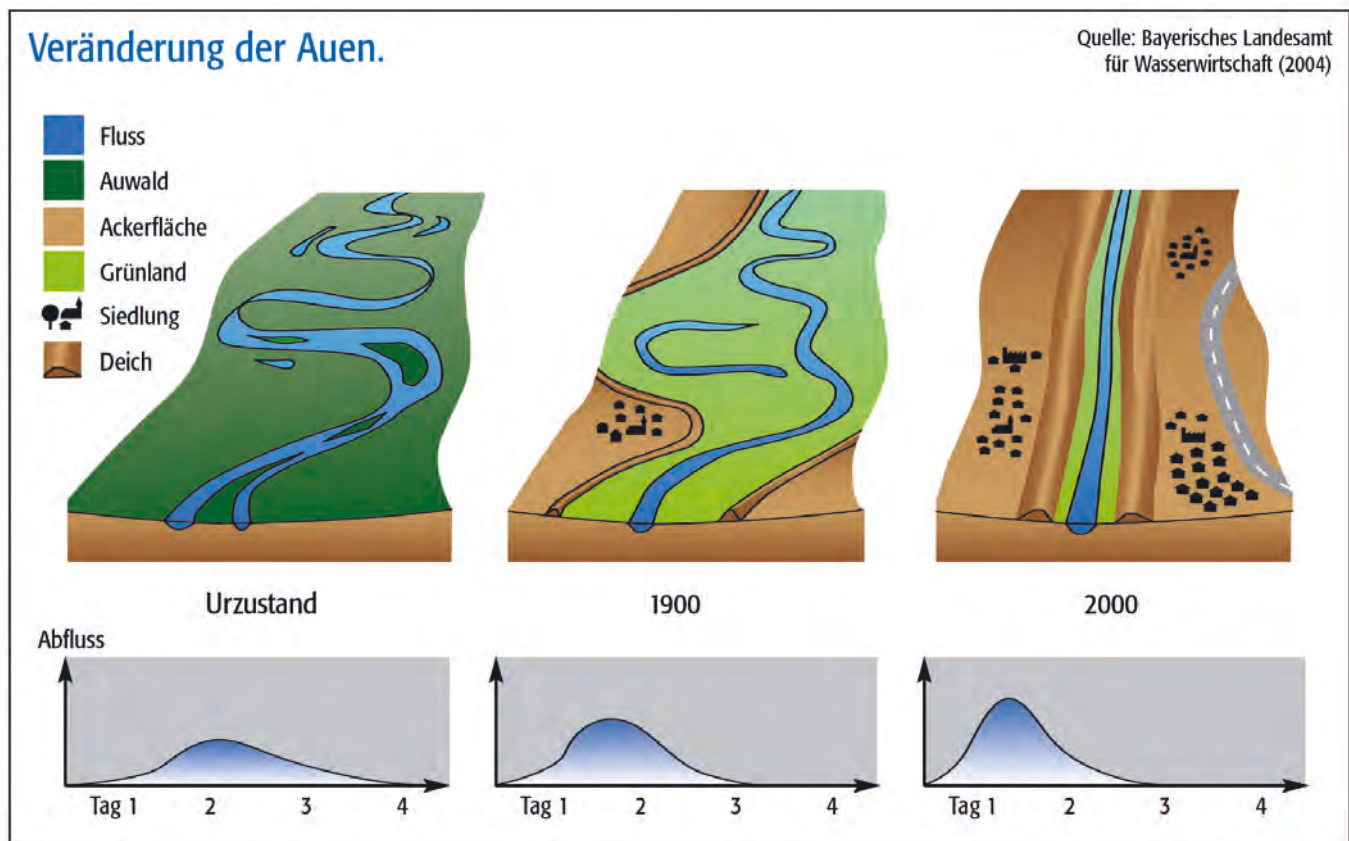 Veränderung der Auen.
Quelle: Bayerisches Landesamt
für Wasserwirtschaft (2004)
Fluss
Auwald
Ackerfläche
Grünland
Siedlung
Deich
Urzustand
1900
2000
Abfluss
Tag 1 2 3 4
Tag 1 2 3 4
Tag 1 2 3 4